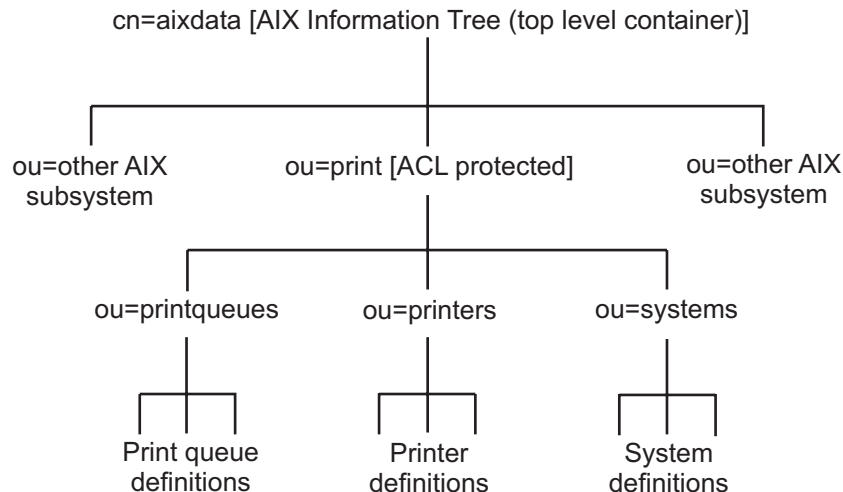 cn=aixdata [AIX Information Tree (top level container)]
ou=other AIX
subsystem
ou=print [ACL protected]
ou=other AIX
subsystem
ou=printqueues
ou=printers
ou=systems
Print queue
definitions
Printer
definitions
System
definitions